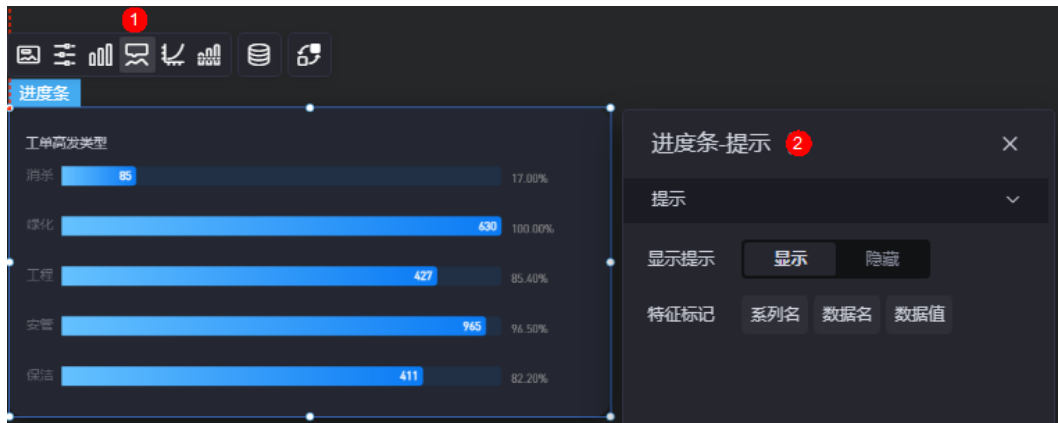 1
进度条
工单高发类型
消杀 85 17.00%
绿化 630 100.00%
工程 427 85.40%
安管 965 96.50%
保洁 411 82.20%
进度条-提示 2
提示
显示提示 显示 隐藏
特征标记 系列名 数据名 数据值